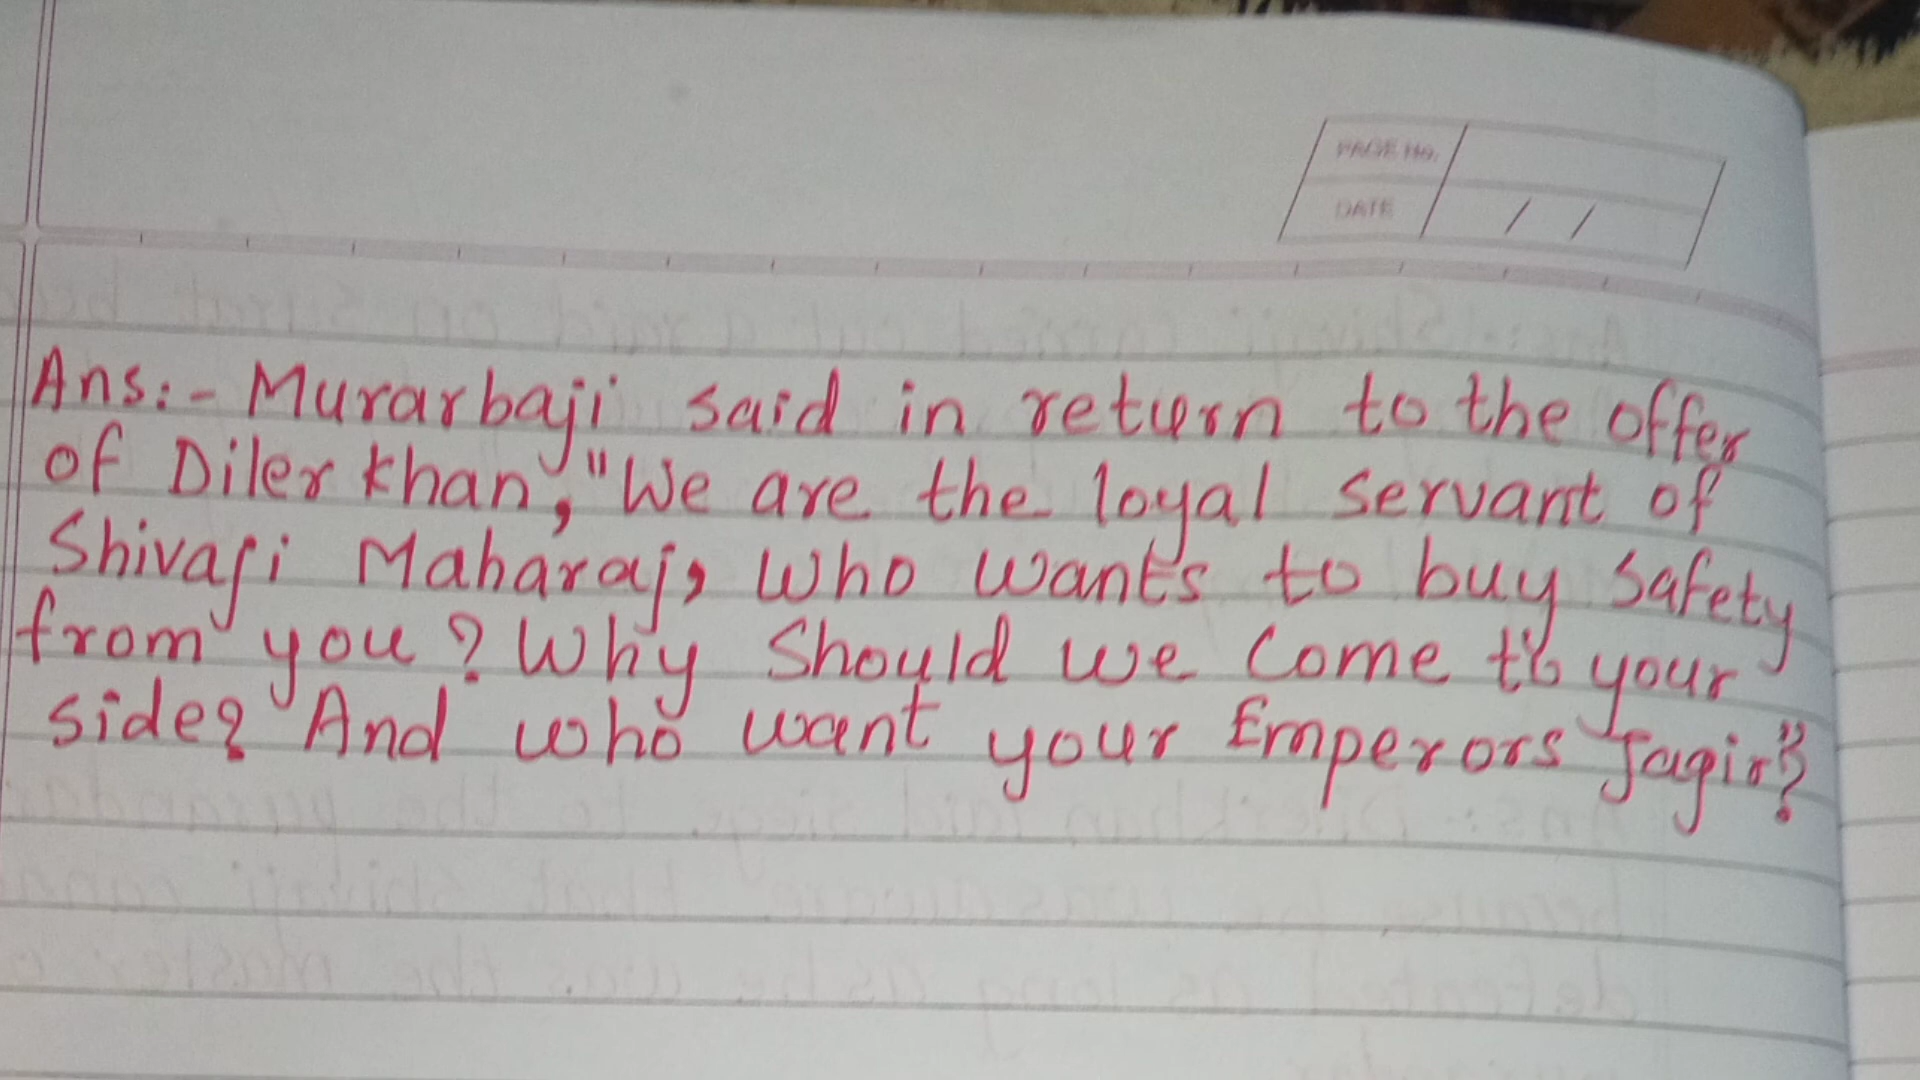 PAGE No.
DATE / /
Ans:- Murarbaji said in return to the offer
of Diler khan, "We are the loyal servant of
Shivaji Maharaj, who wants to buy safety
from you? Why Should we Come to your
side? And who want your Emperors Jagir"?